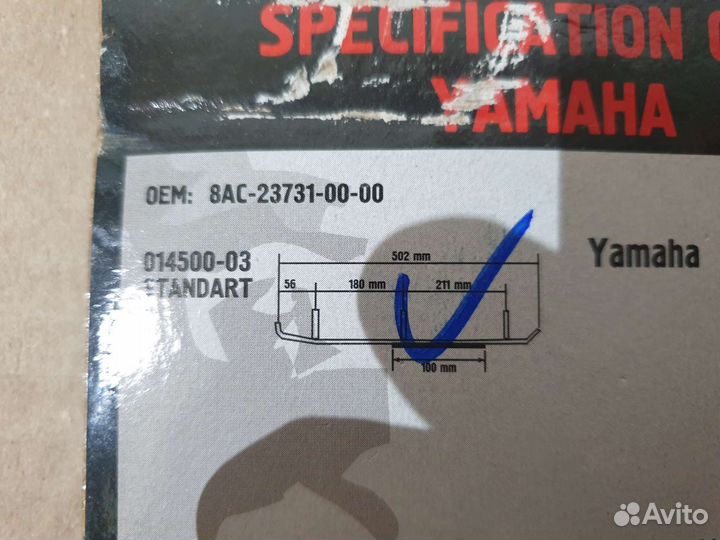 SPECIFICATION
YAMAHA
OEM: 8AC-23731-00-00
014500-03
STANDART
Yamaha
502 mm
56
180 mm
211 mm
100 mm
Avito